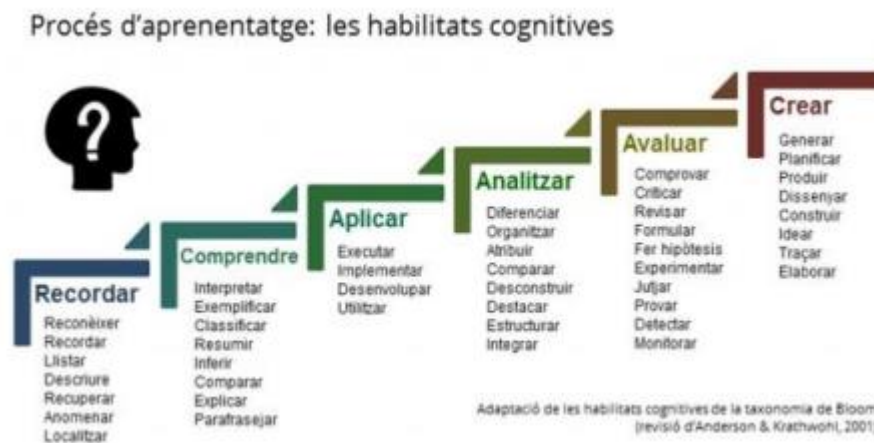 Procés d'aprenentatge: les habilitats cognitives
?
Recordar
Reconèixer
Recordar
Llistar
Descriure
Recuperar
Anomenar
Localitzar
Comprendre
Interpretar
Exemplificar
Classificar
Resumir
Inferir
Comparar
Explicar
Parafrasejar
Aplicar
Executar
Implementar
Desenvolupar
Utilitzar
Analitzar
Diferenciar
Organitzar
Atribuir
Comparar
Desconstruir
Destacar
Estructurar
Integrar
Avaluar
Comprovar
Criticar
Revisar
Formular
Fer hipòtesis
Experimentar
Jutjar
Provar
Detectar
Monitorar
Crear
Generar
Planificar
Produir
Dissenyar
Construir
Idear
Traçar
Elaborar
Adaptació de les habilitats cognitives de la taxonomia de Bloom
(revisió d'Anderson & Krathwohl, 2001)